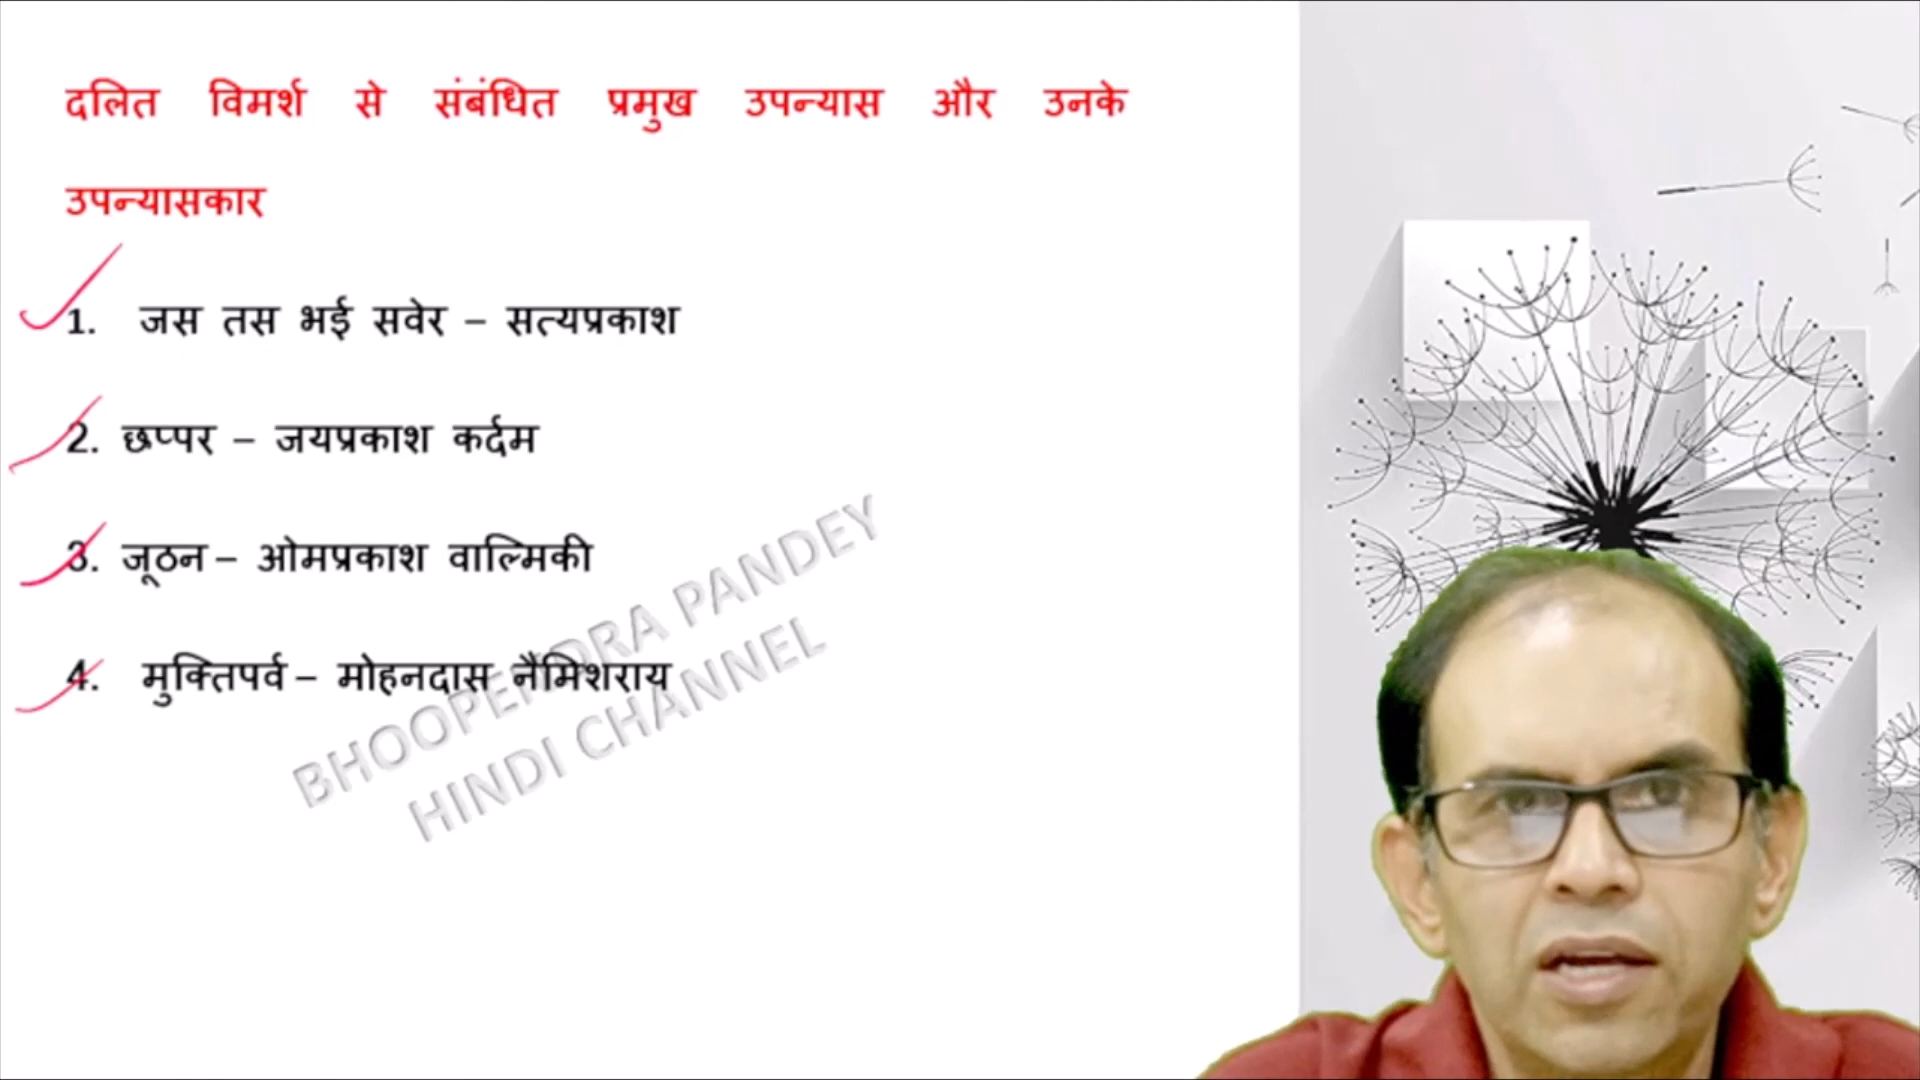 दलित विमर्श से संबंधित प्रमुख उपन्यास और उनके
उपन्यासकार
1. जस तस भई सवेर – सत्यप्रकाश
2. छप्पर – जयप्रकाश कर्दम
3. जूठन – ओमप्रकाश वाल्मिकी
4. मुक्तिपर्व – मोहनदास नैमिशराय
BHOOPENDRA PANDEY
HINDI CHANNEL